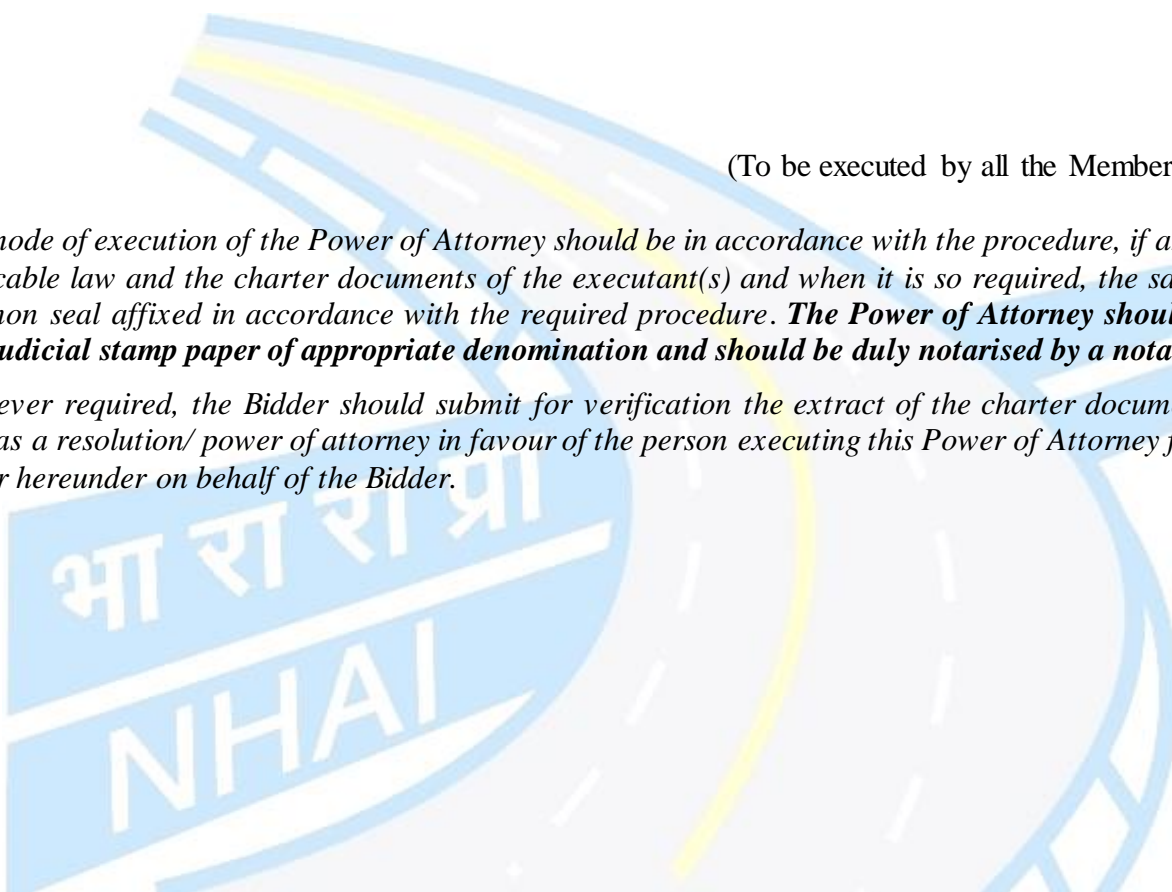 (To be executed by all the Member
node of execution of the Power of Attorney should be in accordance with the procedure, if a
cable law and the charter documents of the executant(s) and when it is so required, the sa
non seal affixed in accordance with the required procedure. The Power of Attorney shoul
udicial stamp paper of appropriate denomination and should be duly notarised by a nota
ever required, the Bidder should submit for verification the extract of the charter docum
as a resolution/ power of attorney in favour of the person executing this Power of Attorney f
r hereunder on behalf of the Bidder.
भा रा रा प्रा
NHAI